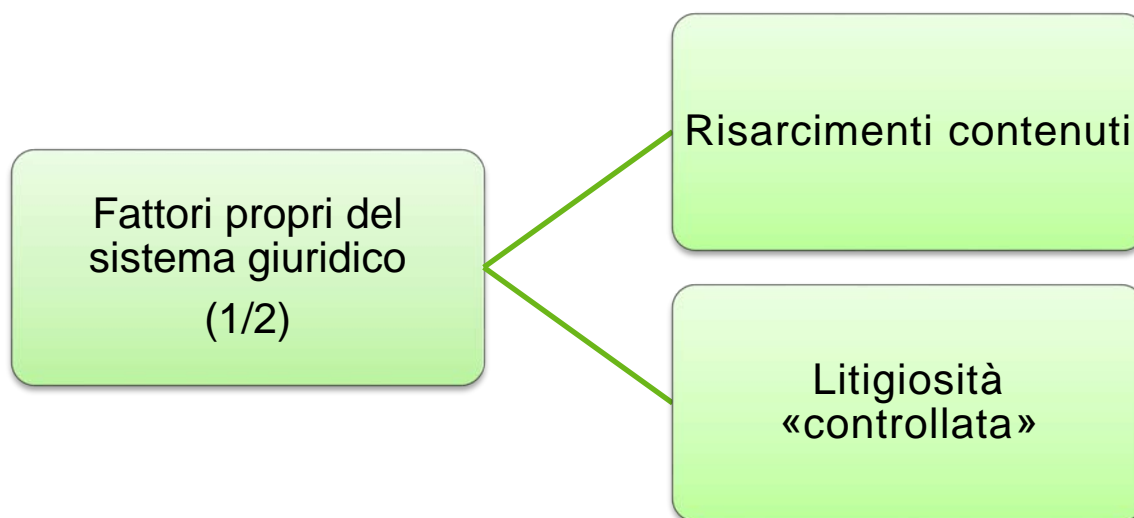 Fattori propri del
sistema giuridico
(1/2)
Risarcimenti contenuti
Litigiosità
«controllata»